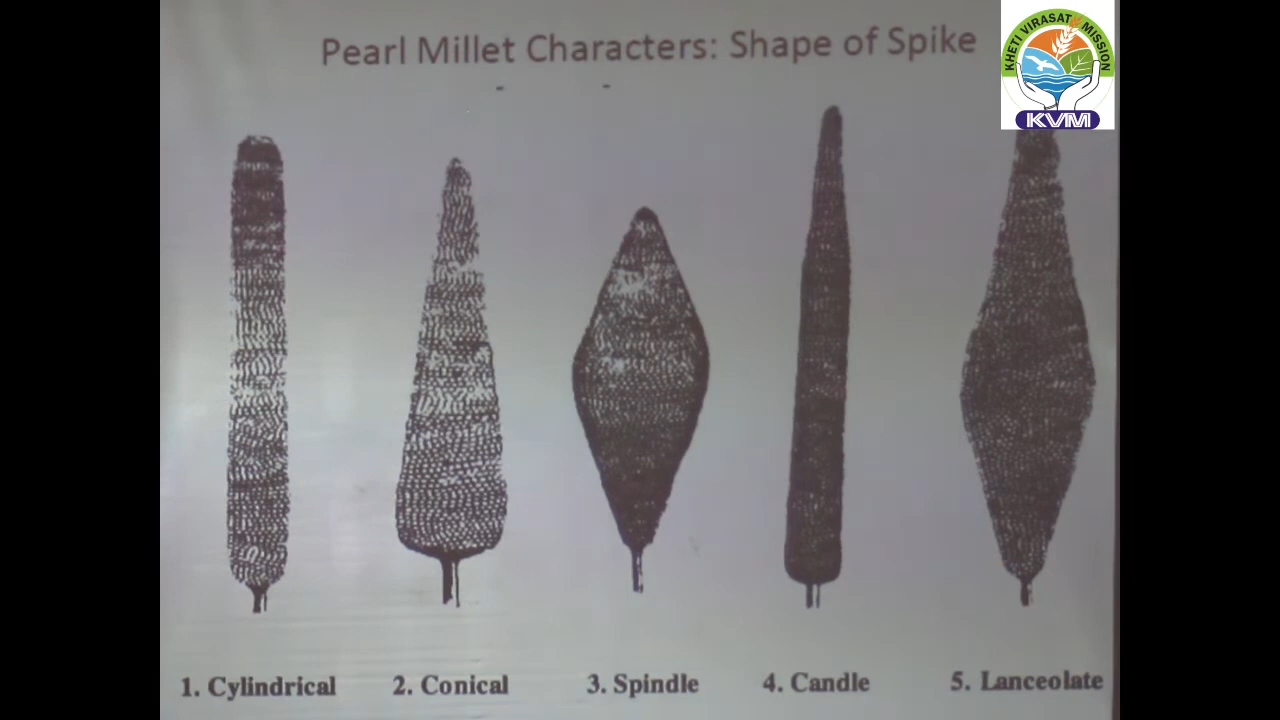 Pearl Millet Characters: Shape of Spike
KHETI VIRASAT MISSION
KVM
1. Cylindrical
2. Conical
3. Spindle
4. Candle
5. Lanceolate